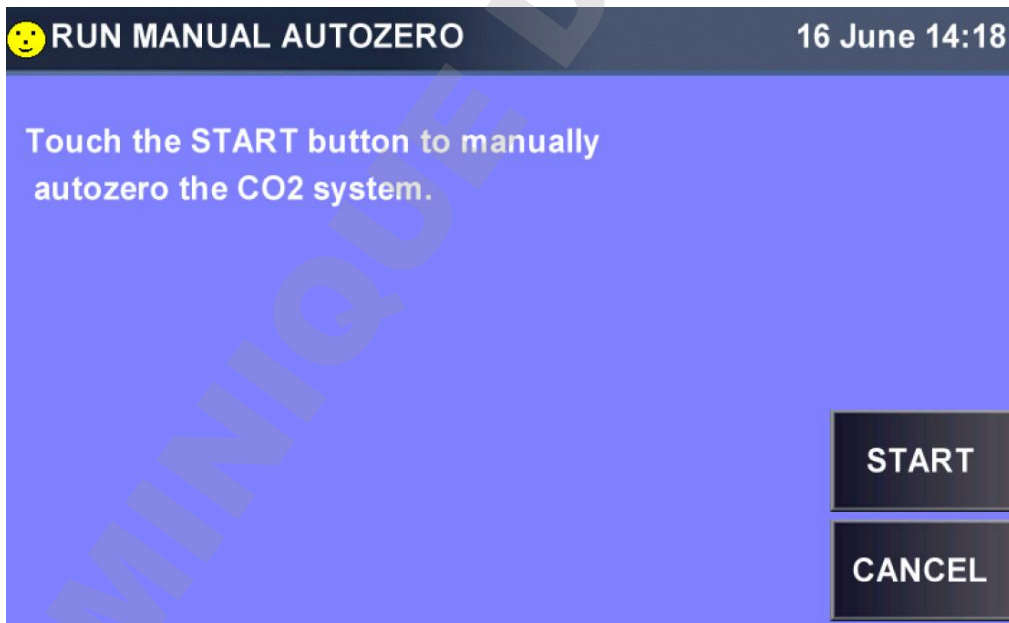 RUN MANUAL AUTOZERO
16 June 14:18
Touch the START button to manually
autozero the CO2 system.
START
CANCEL
MINIQUE D